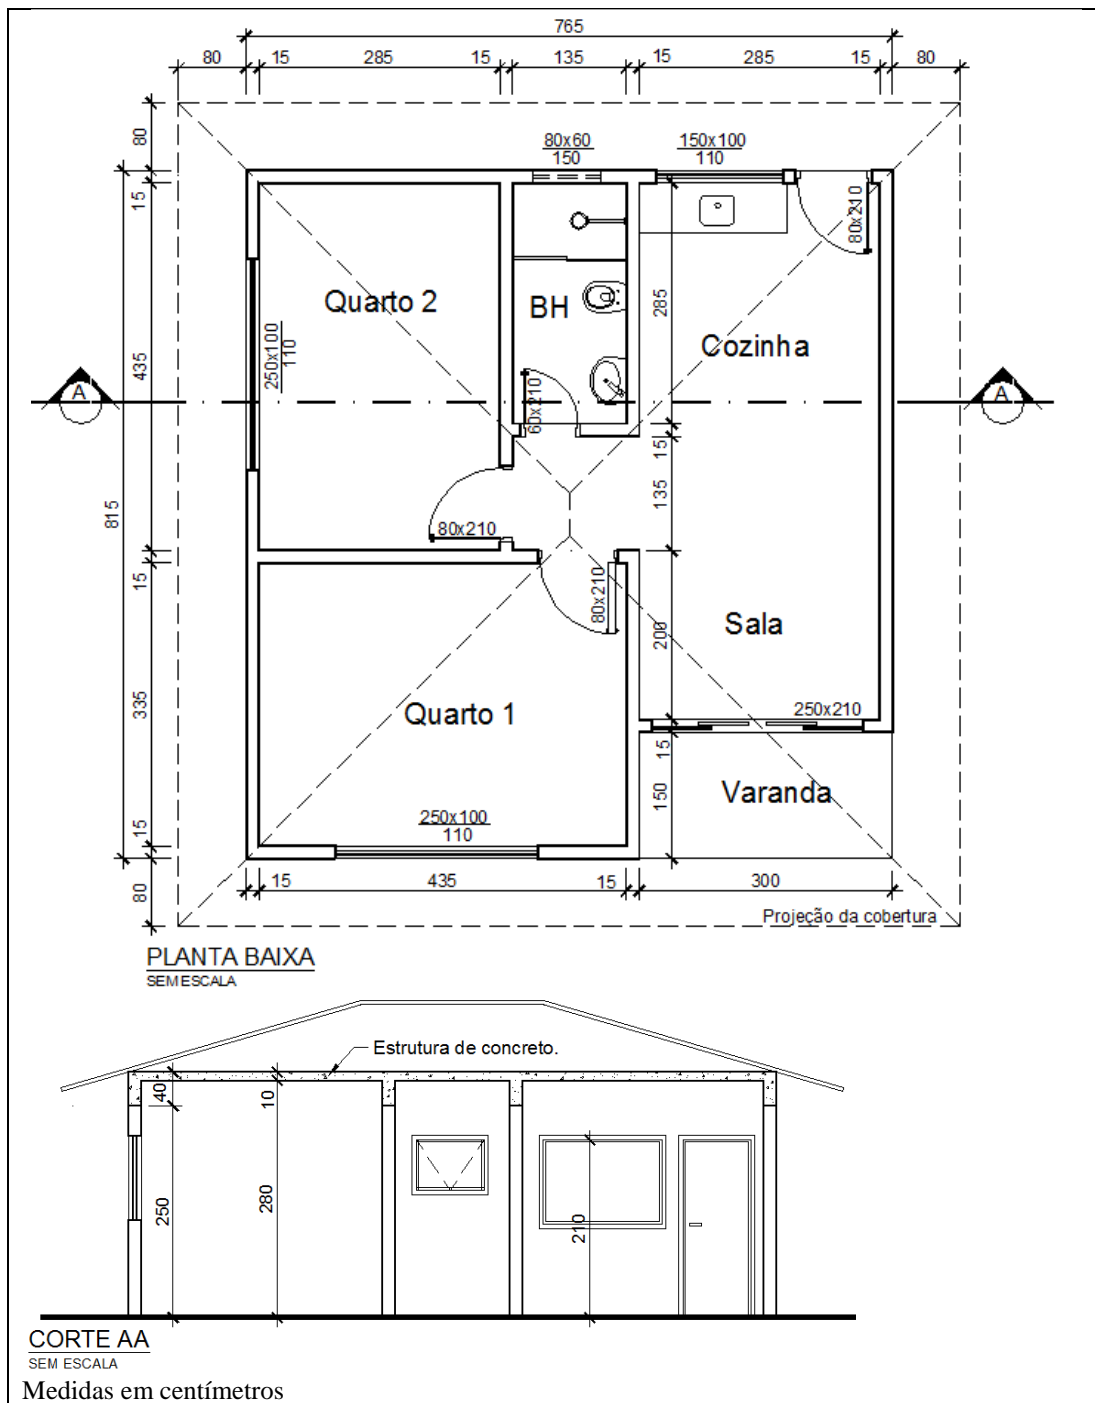 765
80 15 285 15 135 15 285 15 80
80
80x60
150
150x100
110
15
80x210
Quarto 2
BH
285
Cozinha
250x100
110
435
A
A
60x210
15
815
135
80x210
15
80x210
Sala
200
335
Quarto 1
250x210
15
Varanda
150
250x100
110
15
80
15 435 15 300
Projeção da cobertura
PLANTA BAIXA
SEM ESCALA
Estrutura de concreto.
40
10
250
280
210
CORTE AA
SEM ESCALA
Medidas em centímetros